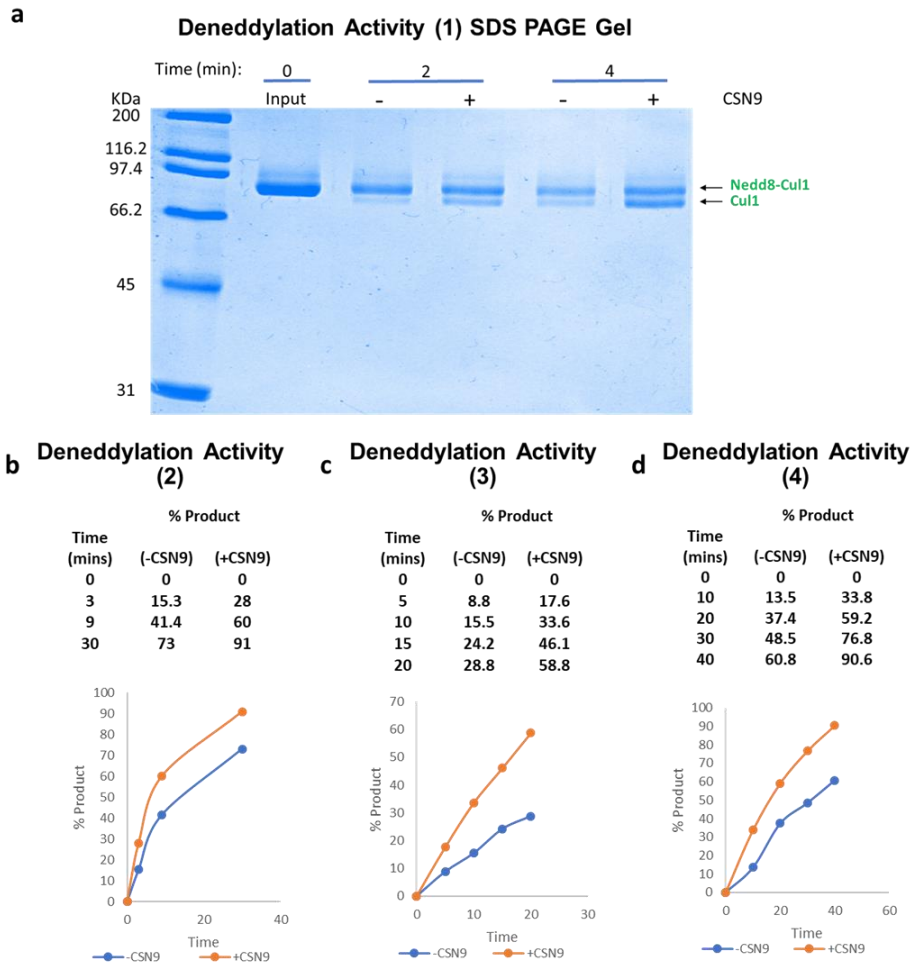 a
Deneddylation Activity (1) SDS PAGE Gel
Time (min): 0 2 4
KDa Input - + - + CSN9
200
116.2
97.4
66.2
45
31
Nedd8-Cul1
Cul1
b Deneddylation Activity
(2)
% Product
Time
(mins) (-CSN9) (+CSN9)
0 0 0
3 15.3 28
9 41.4 60
30 73 91
100
90
80
70
60
50
40
30
20
10
0
% Product
0 20 40
Time
-CSN9 +CSN9
c Deneddylation Activity
(3)
% Product
Time
(mins) (-CSN9) (+CSN9)
0 0 0
5 8.8 17.6
10 15.5 33.6
15 24.2 46.1
20 28.8 58.8
70
60
50
40
30
20
10
0
% Product
0 10 20 30
Time
-CSN9 +CSN9
d Deneddylation Activity
(4)
% Product
Time
(mins) (-CSN9) (+CSN9)
0 0 0
10 13.5 33.8
20 37.4 59.2
30 48.5 76.8
40 60.8 90.6
100
90
80
70
60
50
40
30
20
10
0
% Product
0 20 40 60
Time
-CSN9 +CSN9